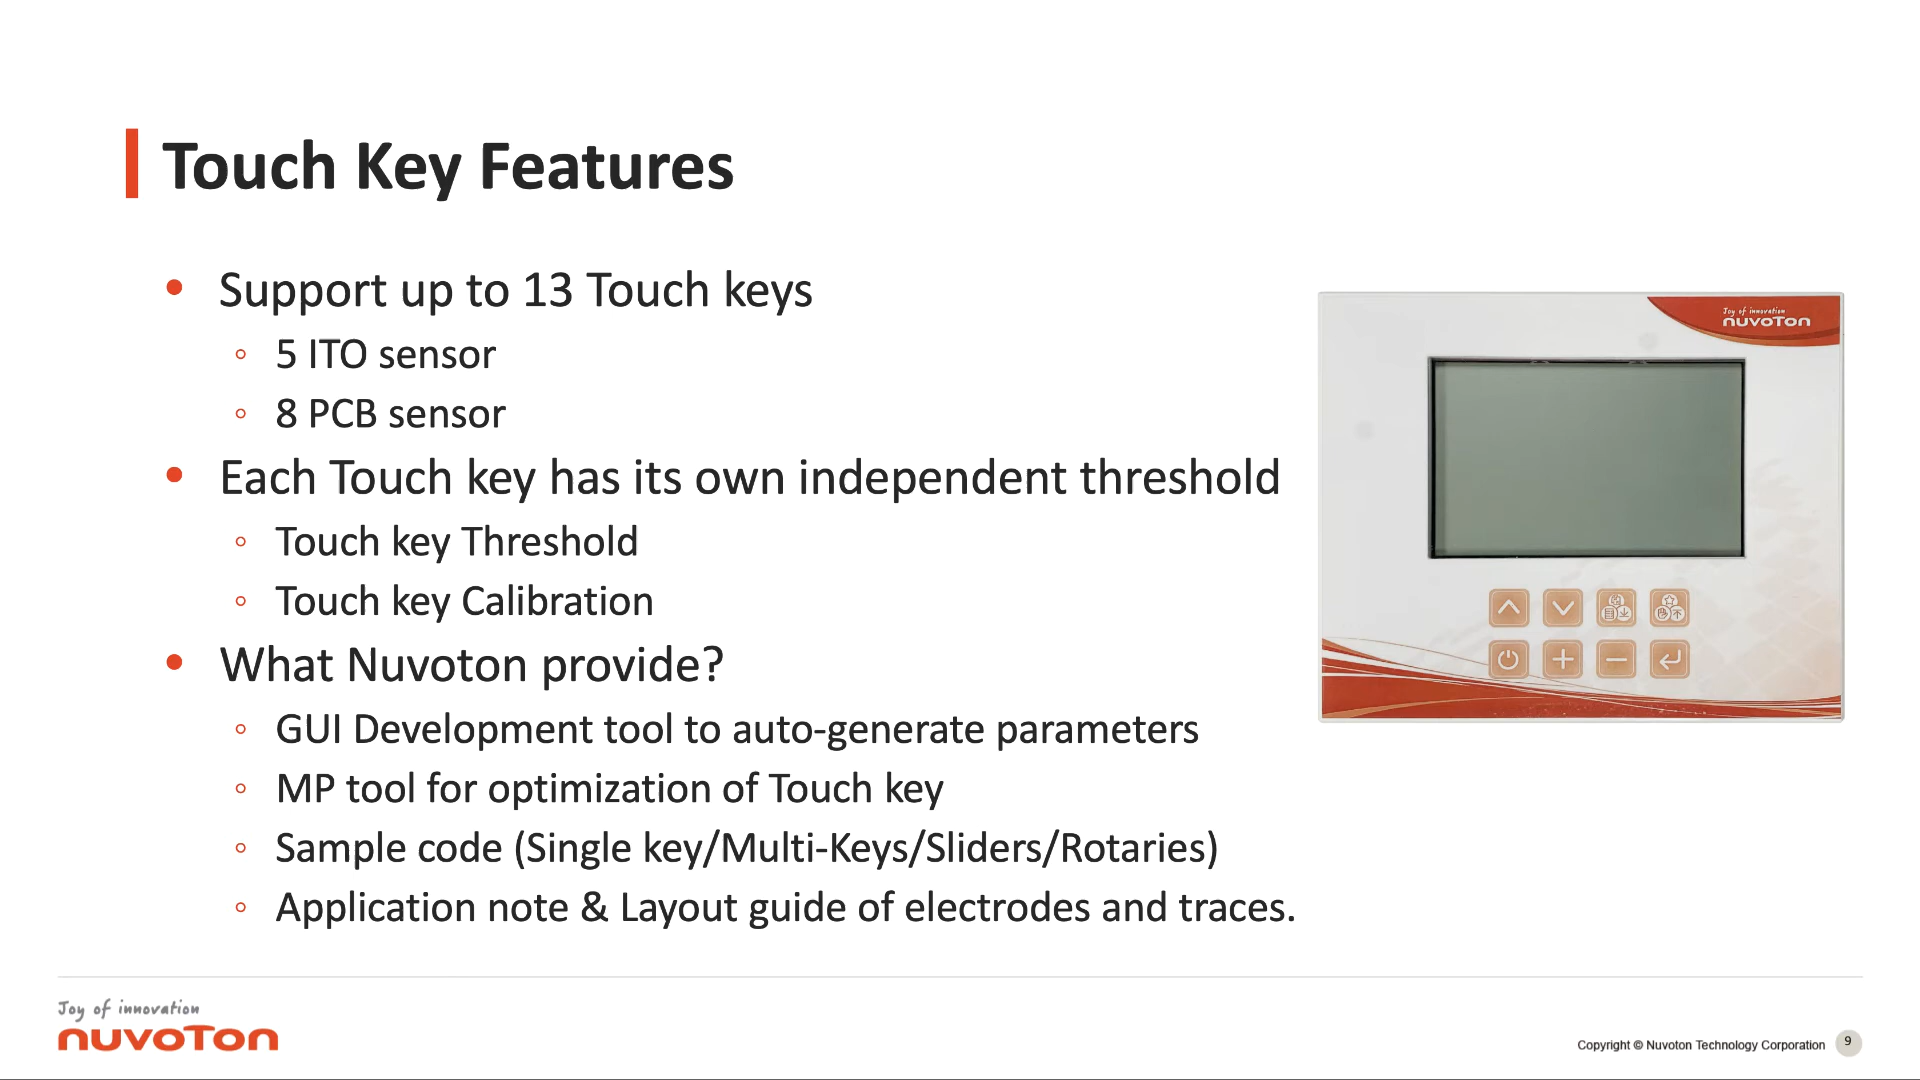 Touch Key Features
• Support up to 13 Touch keys
◦ 5 ITO sensor
◦ 8 PCB sensor
• Each Touch key has its own independent threshold
◦ Touch key Threshold
◦ Touch key Calibration
• What Nuvoton provide?
◦ GUI Development tool to auto-generate parameters
◦ MP tool for optimization of Touch key
◦ Sample code (Single key/Multi-Keys/Sliders/Rotaries)
◦ Application note & Layout guide of electrodes and traces.
Joy of innovation
nuvoTon
Joy of innovation
nuvoTon
Copyright © Nuvoton Technology Corporation
9